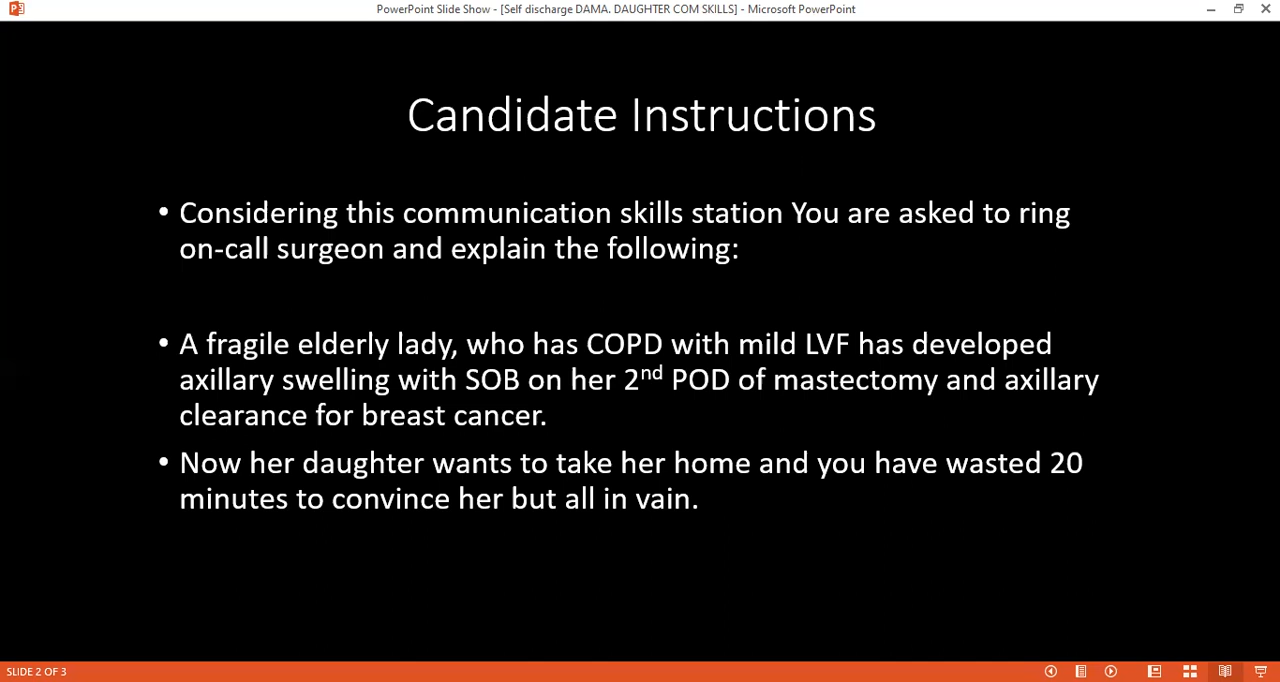 PowerPoint Slide Show - [Self discharge DAMA. DAUGHTER COM SKILLS] - Microsoft PowerPoint
Candidate Instructions
• Considering this communication skills station You are asked to ring
on-call surgeon and explain the following:
• A fragile elderly lady, who has COPD with mild LVF has developed
axillary swelling with SOB on her 2nd POD of mastectomy and axillary
clearance for breast cancer.
• Now her daughter wants to take her home and you have wasted 20
minutes to convince her but all in vain.
SLIDE 2 OF 3